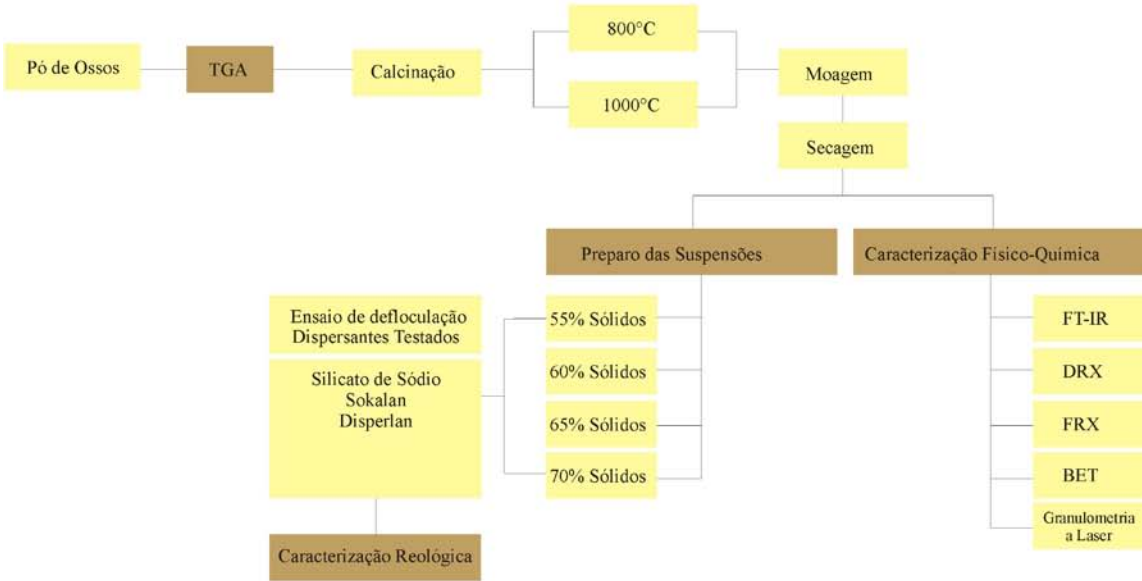 Pó de Ossos
TGA
Calcinação
800°C
1000°C
Moagem
Secagem
Preparo das Suspensões
Caracterização Físico-Química
Ensaio de defloculação
Dispersantes Testados
Silicato de Sódio
Sokalan
Disperlan
55% Sólidos
60% Sólidos
65% Sólidos
70% Sólidos
FT-IR
DRX
FRX
BET
Granulometria
a Laser
Caracterização Reológica